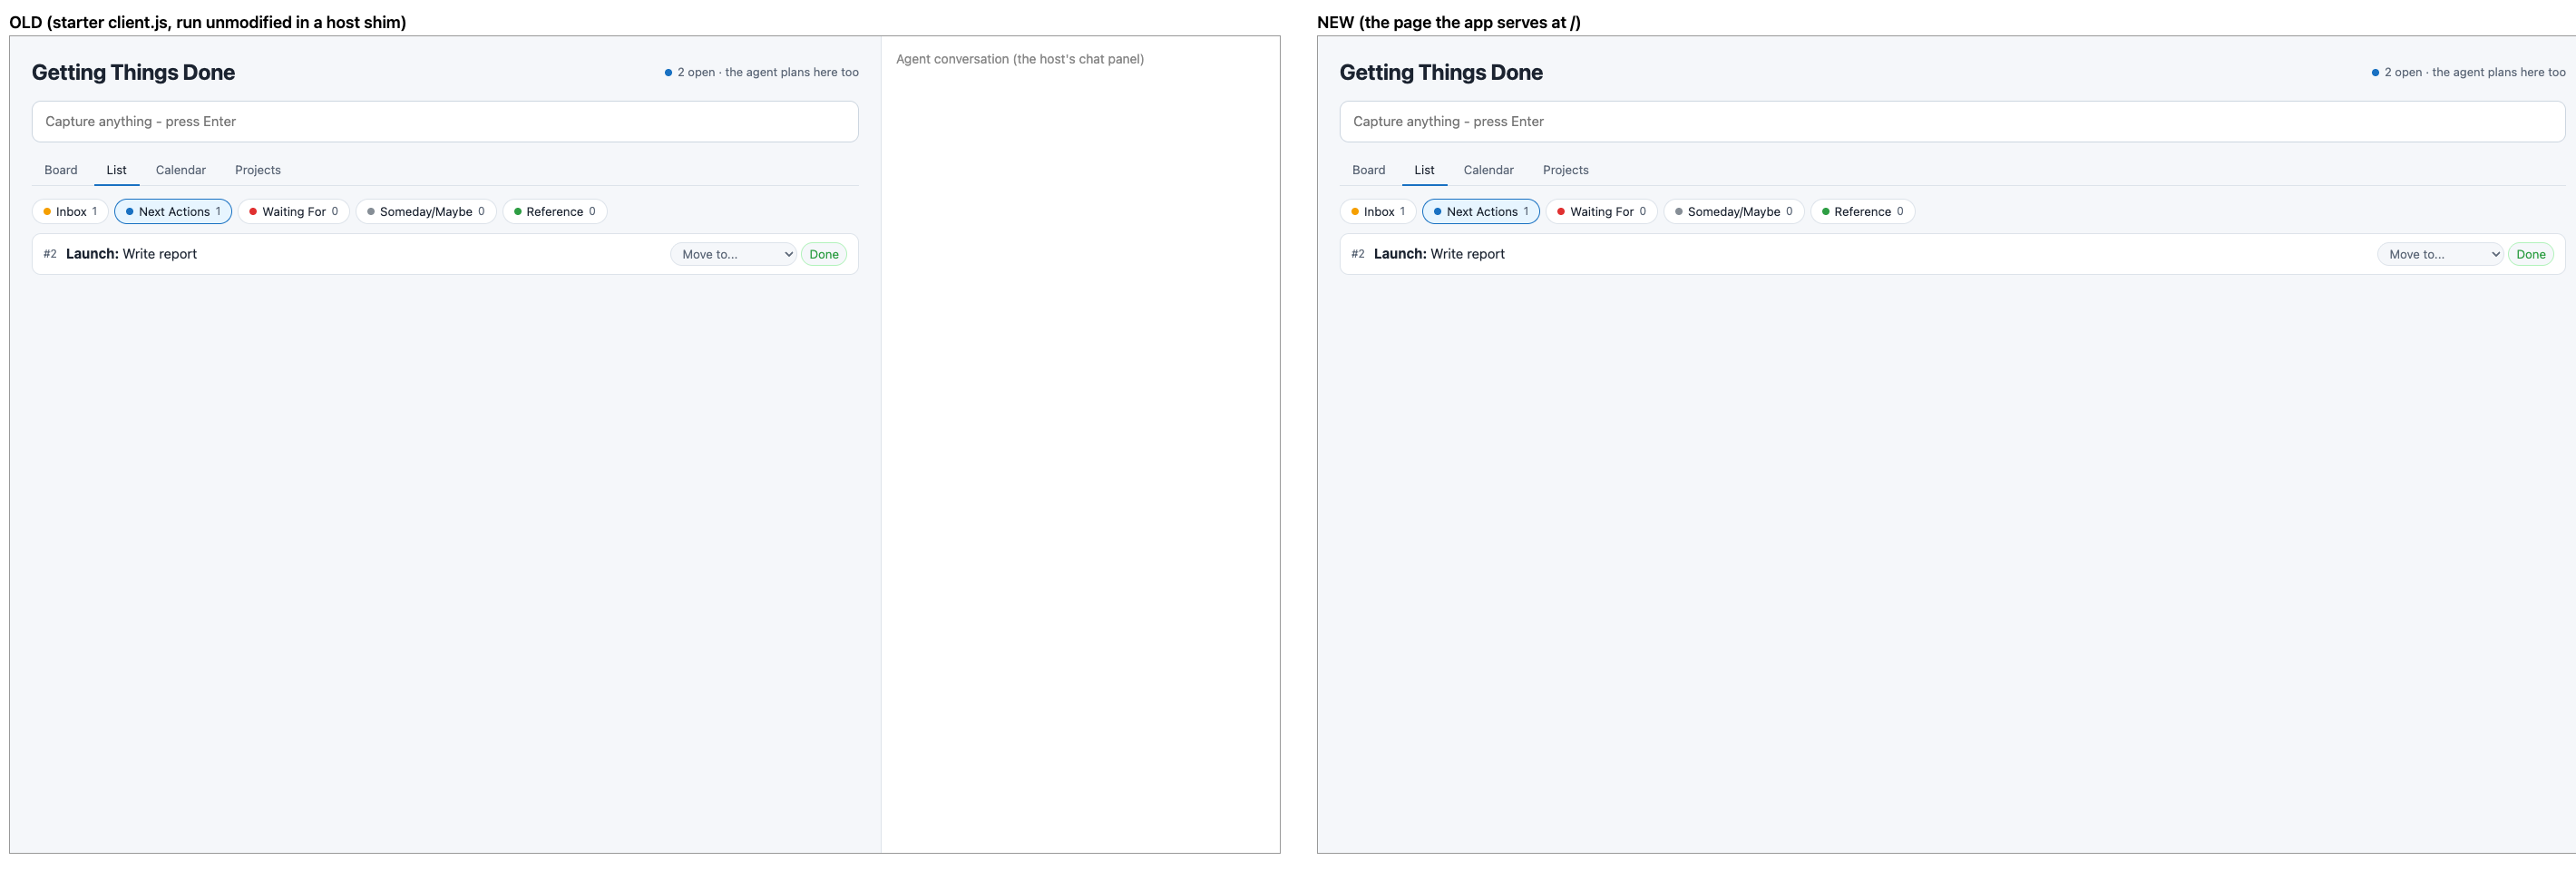 OLD (starter client.js, run unmodified in a host shim)
Getting Things Done
2 open · the agent plans here too
Agent conversation (the host's chat panel)
Capture anything - press Enter
Board List Calendar Projects
Inbox 1 Next Actions 1 Waiting For 0 Someday/Maybe 0 Reference 0
#2 Launch: Write report Move to... Done
NEW (the page the app serves at /)
Getting Things Done
2 open · the agent plans here too
Capture anything - press Enter
Board List Calendar Projects
Inbox 1 Next Actions 1 Waiting For 0 Someday/Maybe 0 Reference 0
#2 Launch: Write report Move to... Done